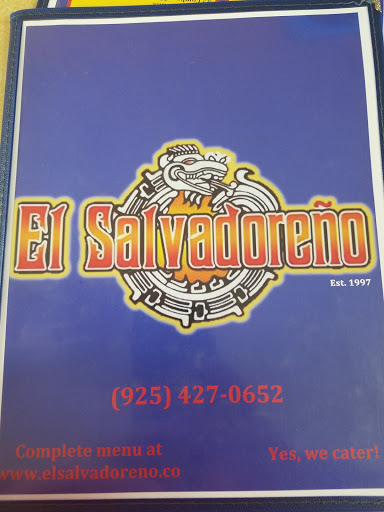 El Salvadoreño
Est. 1997
(925) 427-0652
Complete menu at
www.elsalvadoreno.co
Yes, we cater!